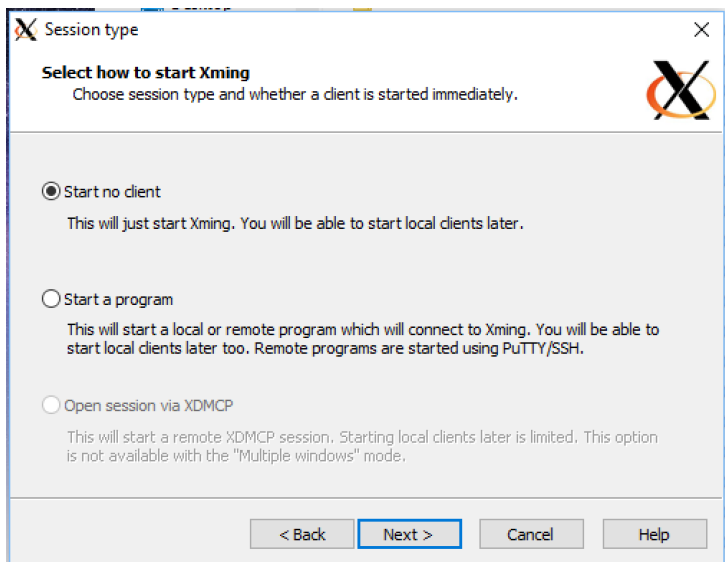 Session type
Select how to start Xming
Choose session type and whether a client is started immediately.
Start no client
This will just start Xming. You will be able to start local clients later.
Start a program
This will start a local or remote program which will connect to Xming. You will be able to
start local clients later too. Remote programs are started using PuTTY/SSH.
Open session via XDMCP
This will start a remote XDMCP session. Starting local clients later is limited. This option
is not available with the "Multiple windows" mode.
< Back Next > Cancel Help